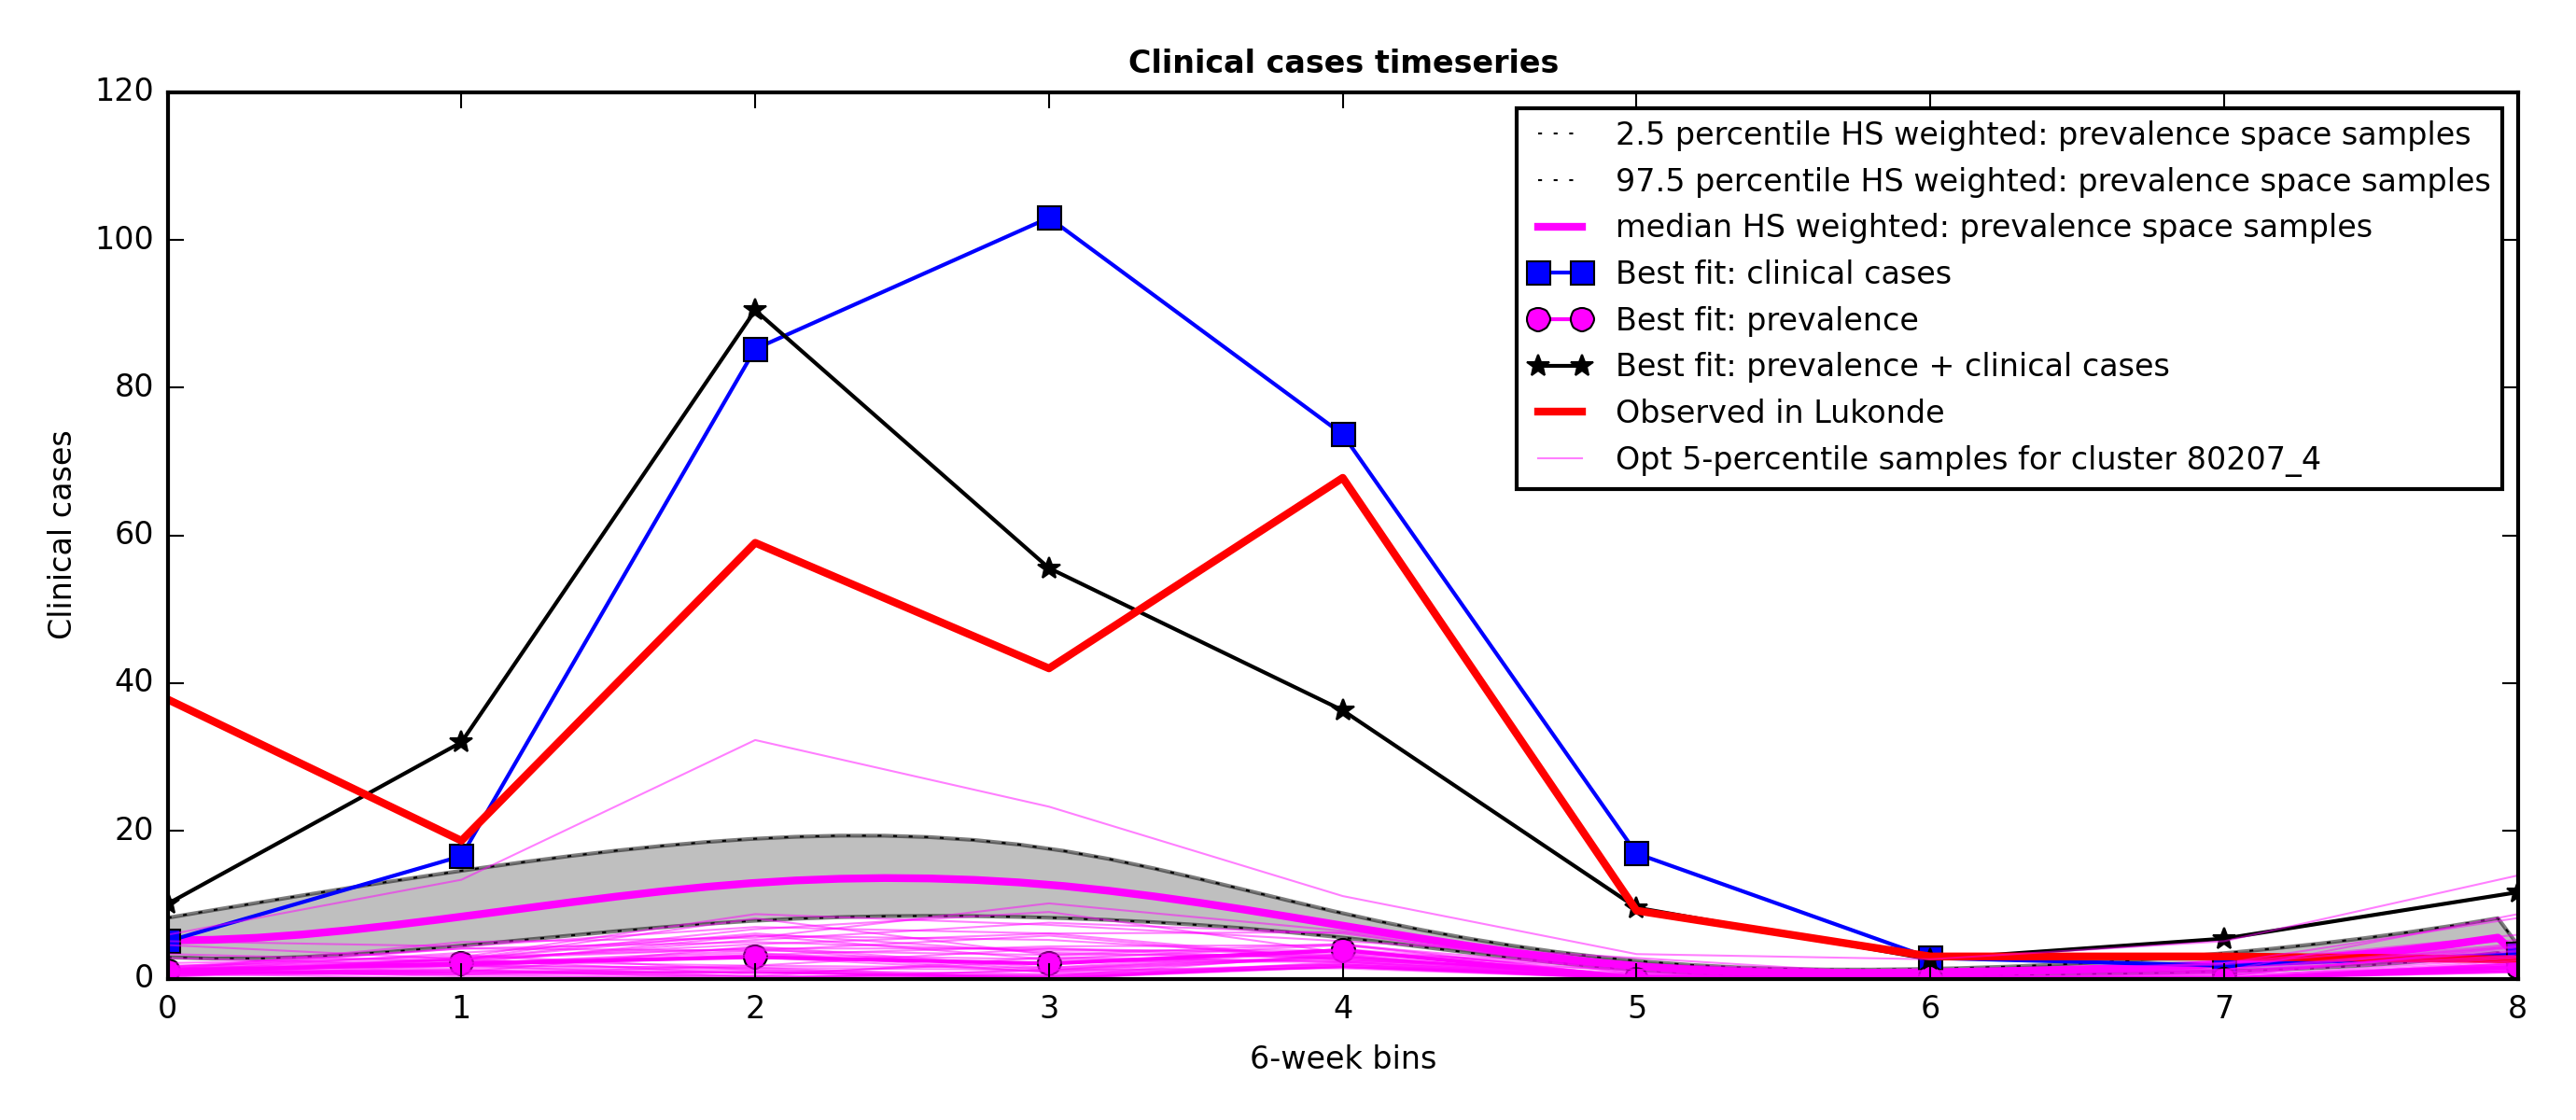 Clinical cases timeseries
120
100
80
60
40
20
0
Clinical cases
2.5 percentile HS weighted: prevalence space samples
97.5 percentile HS weighted: prevalence space samples
median HS weighted: prevalence space samples
Best fit: clinical cases
Best fit: prevalence
Best fit: prevalence + clinical cases
Observed in Lukonde
Opt 5-percentile samples for cluster 80207_4
0 1 2 3 4 5 6 7 8
6-week bins